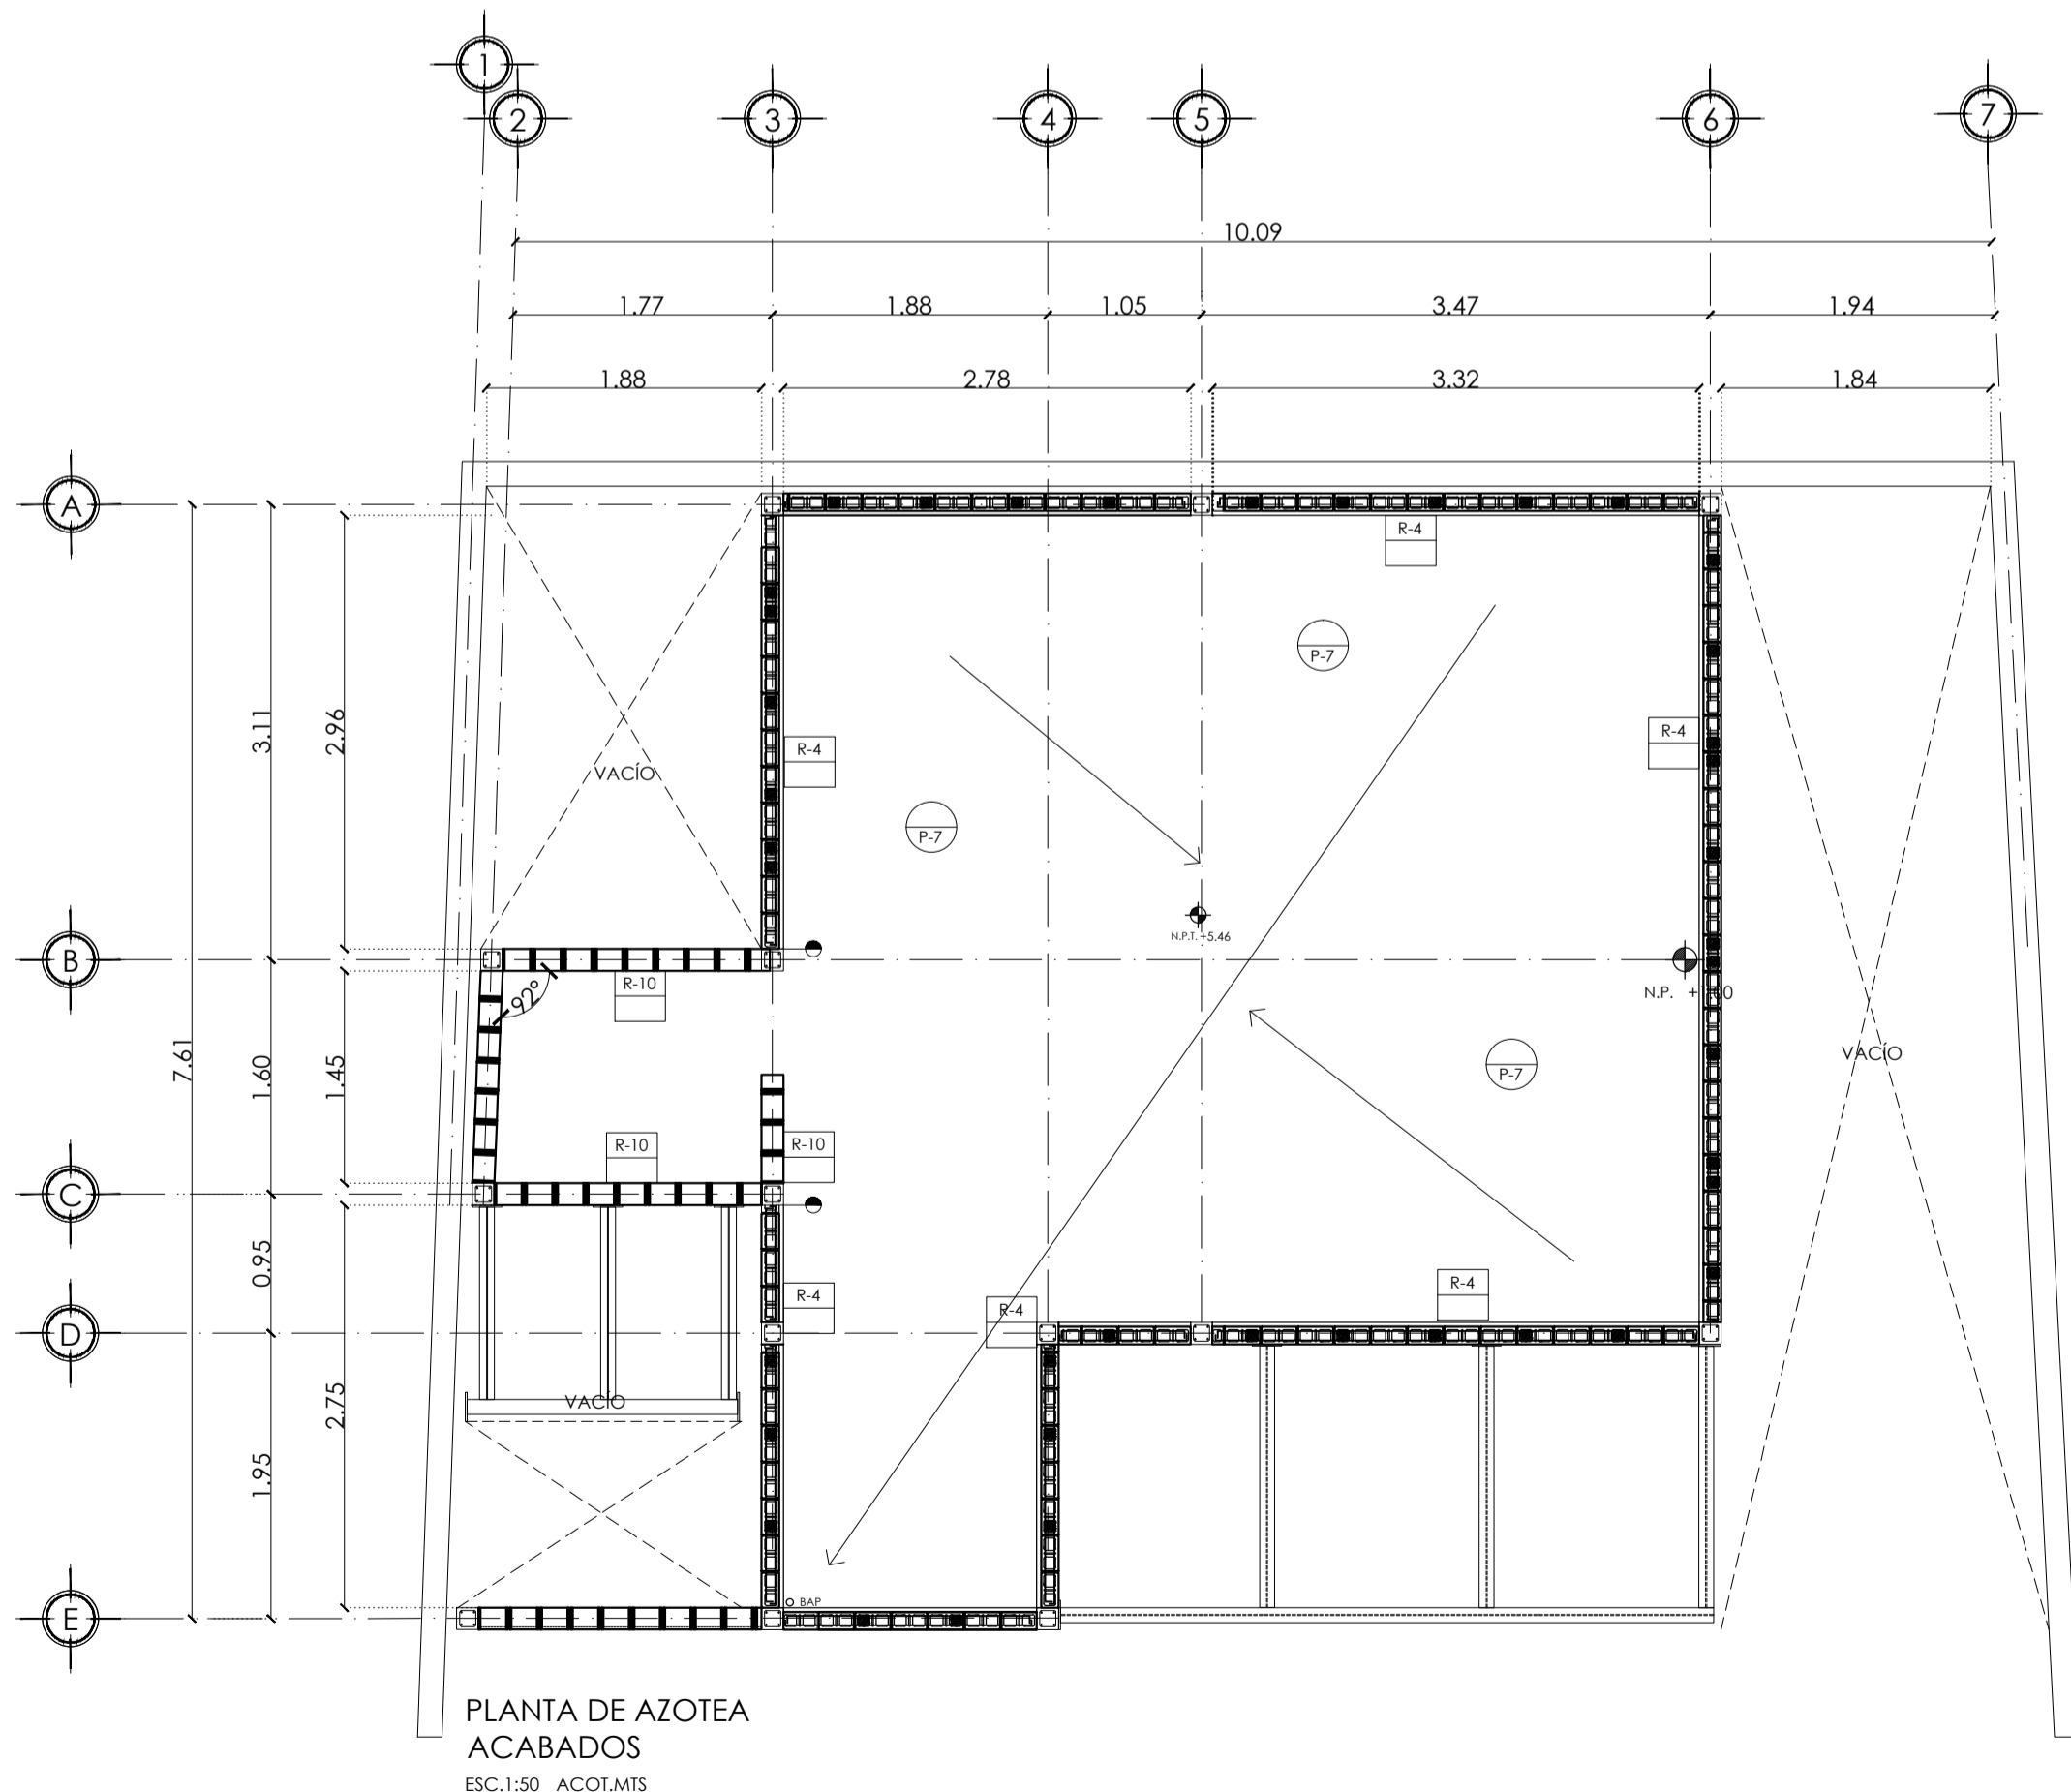 1
2
3
4
5
6
7
10.09
1.77
1.88
1.05
3.47
1.94
1.88
2.78
3.32
1.84
A
R-4
P-7
3.11
2.96
R-4
R-4
VACÍO
P-7
N.P.T. +5.46
B
R-10
92°
N.P.
7.61
1.60
1.45
VACÍO
P-7
R-10
R-10
C
0.95
R-4
R-4
R-4
D
2.75
VACÍO
1.95
BAP
E
PLANTA DE AZOTEA
ACABADOS
ESC.1:50 ACOT.MTS